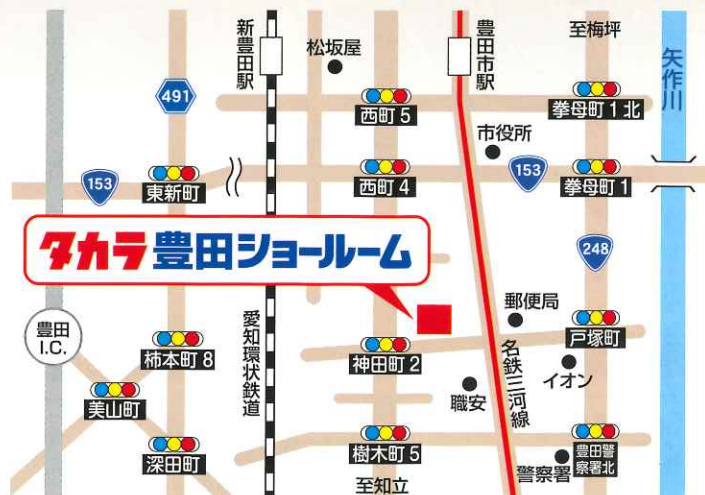 新豊田駅
松坂屋
豊田市駅
至梅坪
矢作川
491
西町5
挙母町1北
市役所
153
東新町
西町4
153
挙母町1
タカラ豊田ショールーム
248
豊田
I.C.
愛知環状鉄道
郵便局
戸塚町
柿本町8
神田町2
名鉄三河線
イオン
美山町
職安
深田町
樹木町5
警察署
豊田警
察署北
至知立